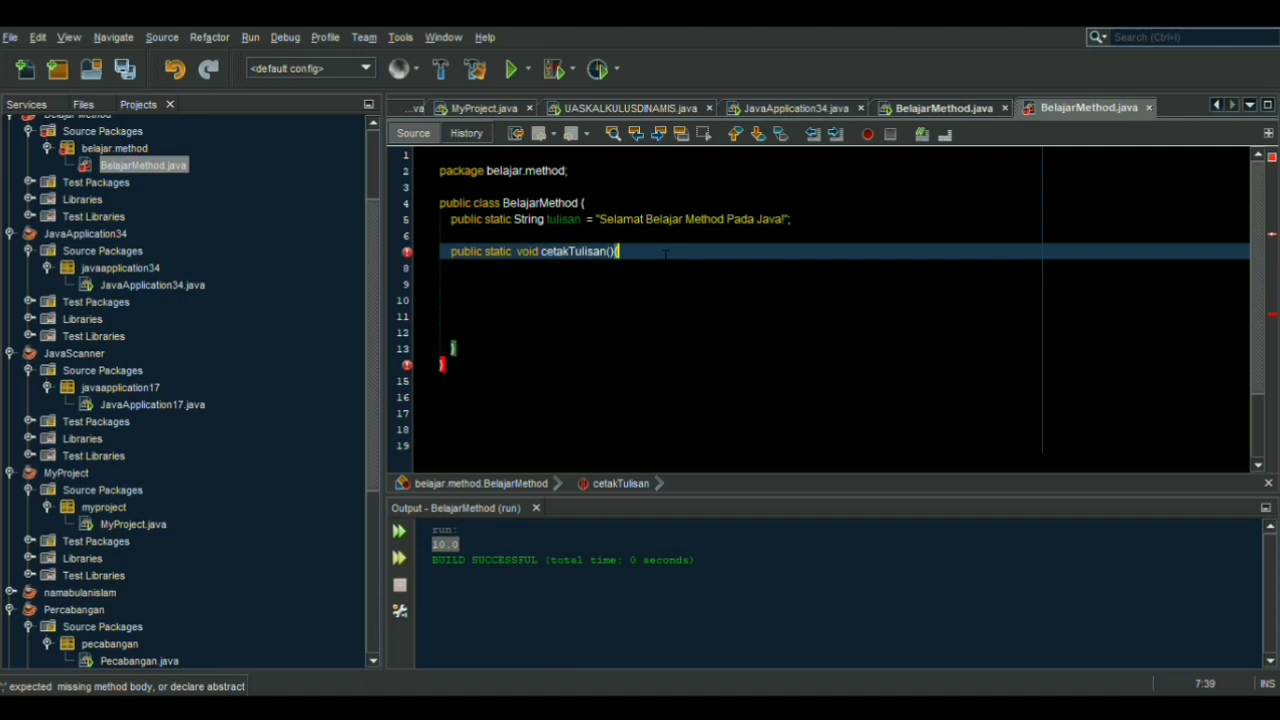 File Edit View Navigate Source Refactor Run Debug Profile Team Tools Window Help
Search (Ctrl+I)
<default config>
Services Files Projects
Source Packages
belajar.method
BelajarMethod.java
Test Packages
Libraries
Test Libraries
JavaApplication34
Source Packages
javaapplication34
JavaApplication34.java
Test Packages
Libraries
Test Libraries
JavaScanner
Source Packages
javaapplication17
JavaApplication17.java
Test Packages
Libraries
Test Libraries
MyProject
Source Packages
myproject
MyProject.java
Test Packages
Libraries
Test Libraries
namabulanislam
Percabangan
Source Packages
pecabangan
Pecabangan.java
...va MyProject.java UASKALKULUSDINAMIS.java JavaApplication34.java BelajarMethod.java BelajarMethod.java
Source History
1
2 package belajar.method;
3
4 public class BelajarMethod {
5 public static String tulisan = "Selamat Belajar Method Pada Java!";
6
public static void cetakTulisan(){
8
9
10
11
12
13 }
}
15
16
17
18
19
belajar.method.BelajarMethod cetakTulisan
Output - BelajarMethod (run)
run:
10.0
BUILD SUCCESSFUL (total time: 0 seconds)
';' expected missing method body, or declare abstract
7:39 INS